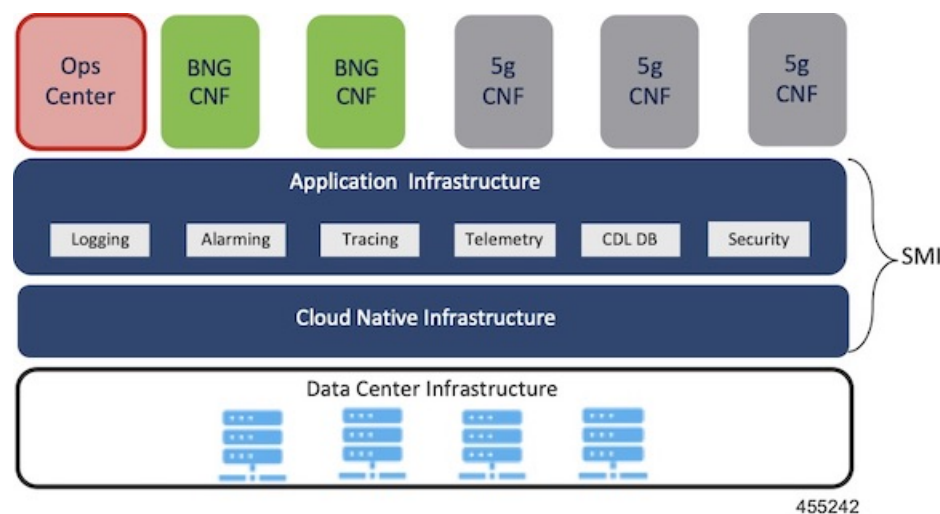 Ops
Center
BNG
CNF
BNG
CNF
5g
CNF
5g
CNF
5g
CNF
Application Infrastructure
Logging
Alarming
Tracing
Telemetry
CDL DB
Security
SMI
Cloud Native Infrastructure
Data Center Infrastructure
455242